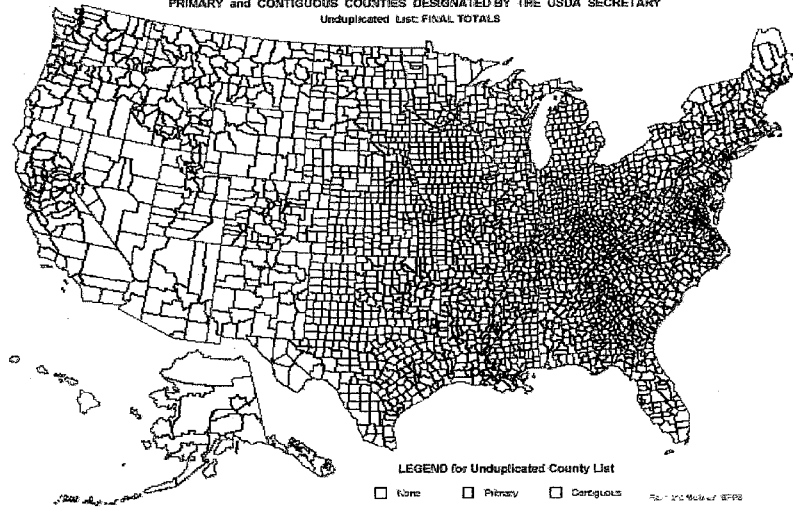 PRIMARY and CONTIGUOUS COUNTIES DESIGNATED BY THE USDA SECRETARY
Unduplicated List: FINAL TOTALS
LEGEND for Unduplicated County List
None Primary Contiguous